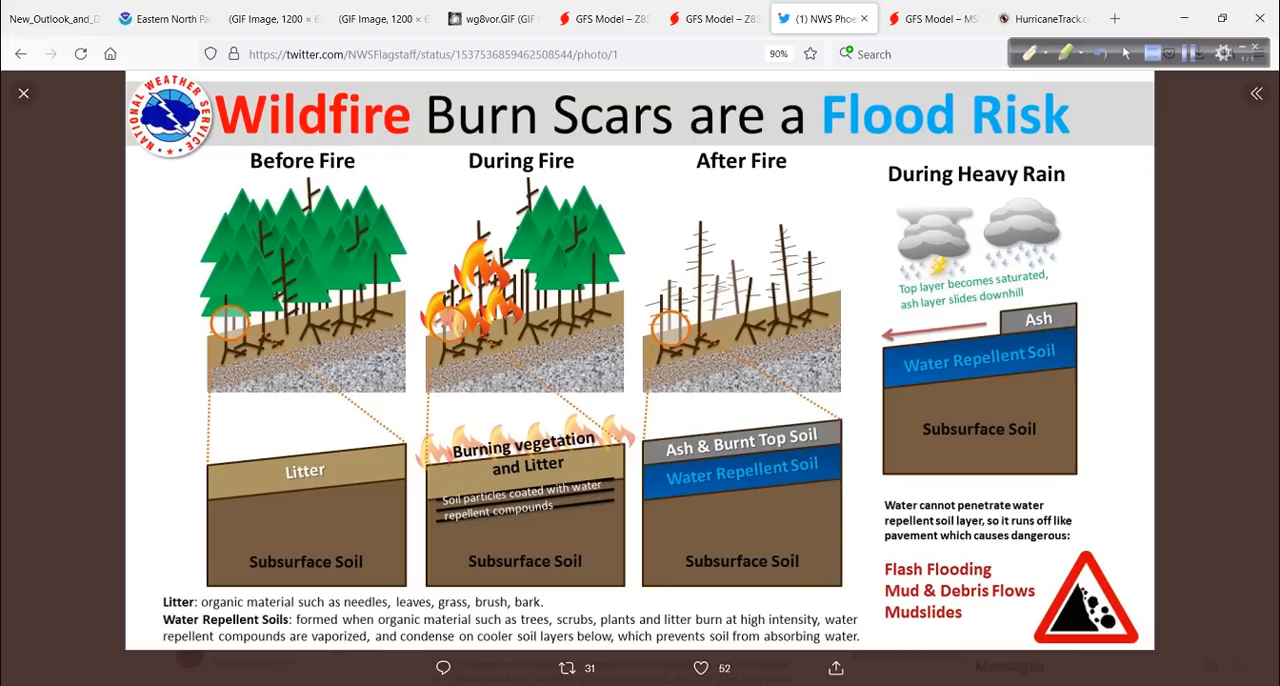 New_Outlook_and_D
Eastern North Pa
(GIF Image, 1200 × 6
(GIF Image, 1200 × 6
wg8vor.GIF (GIF I
GFS Model – Z85
GFS Model – Z85
(1) NWS Phoe
GFS Model – MS
HurricaneTrack.c
https://twitter.com/NWSFlagstaff/status/1537536859462508544/photo/1
90%
Search
1/1
NATIONAL WEATHER SERVICE
Wildfire Burn Scars are a Flood Risk
Before Fire
During Fire
After Fire
During Heavy Rain
Top layer becomes saturated,
ash layer slides downhill
Ash
Water Repellent Soil
Subsurface Soil
Litter
Subsurface Soil
Burning vegetation
and Litter
Soil particles coated with water
repellent compounds
Subsurface Soil
Ash & Burnt Top Soil
Water Repellent Soil
Subsurface Soil
Water cannot penetrate water
repellent soil layer, so it runs off like
pavement which causes dangerous:
Flash Flooding
Mud & Debris Flows
Mudslides
Litter: organic material such as needles, leaves, grass, brush, bark.
Water Repellent Soils: formed when organic material such as trees, scrubs, plants and litter burn at high intensity, water
repellent compounds are vaporized, and condense on cooler soil layers below, which prevents soil from absorbing water.
31
52
Messages